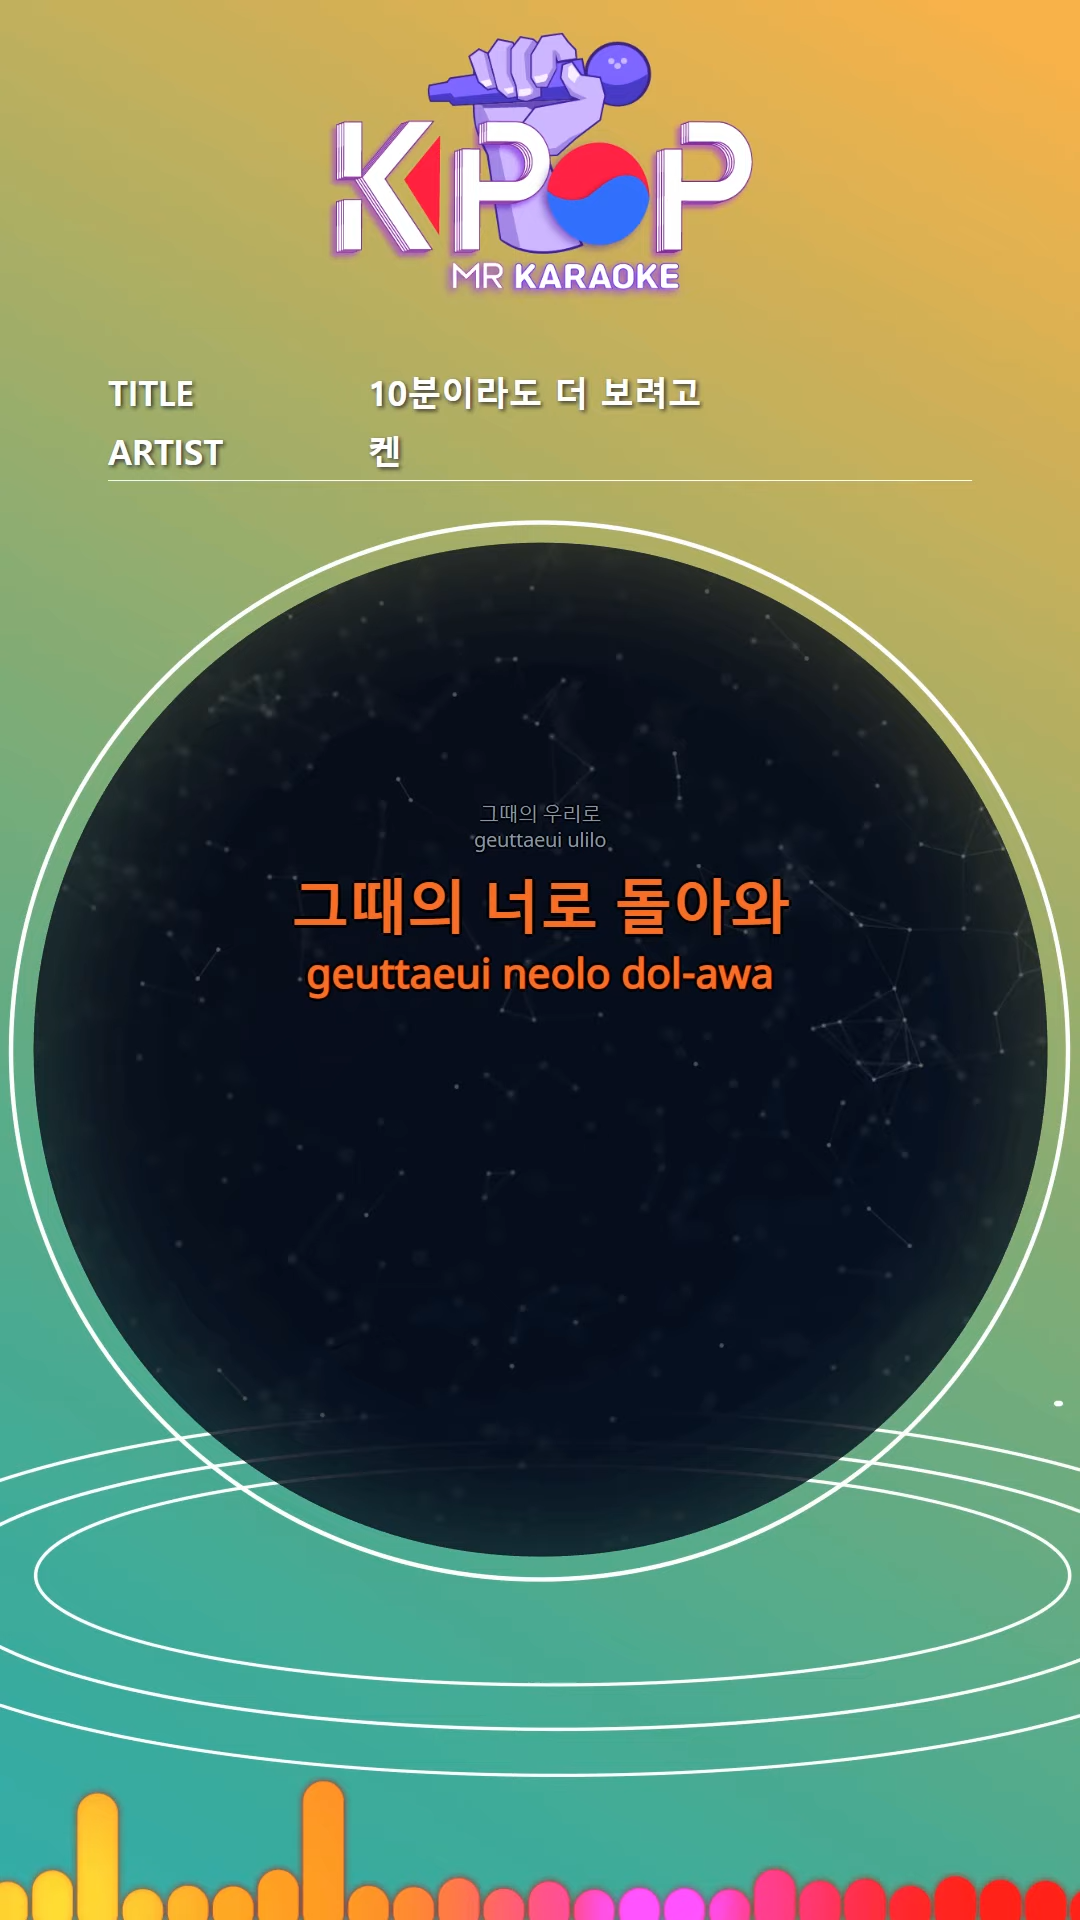 KPOP
MR KARAOKE
TITLE 10분이라도 더 보려고
ARTIST 켄
그때의 우리로
geuttaeui ulilo
그때의 너로 돌아와
geuttaeui neolo dol-awa